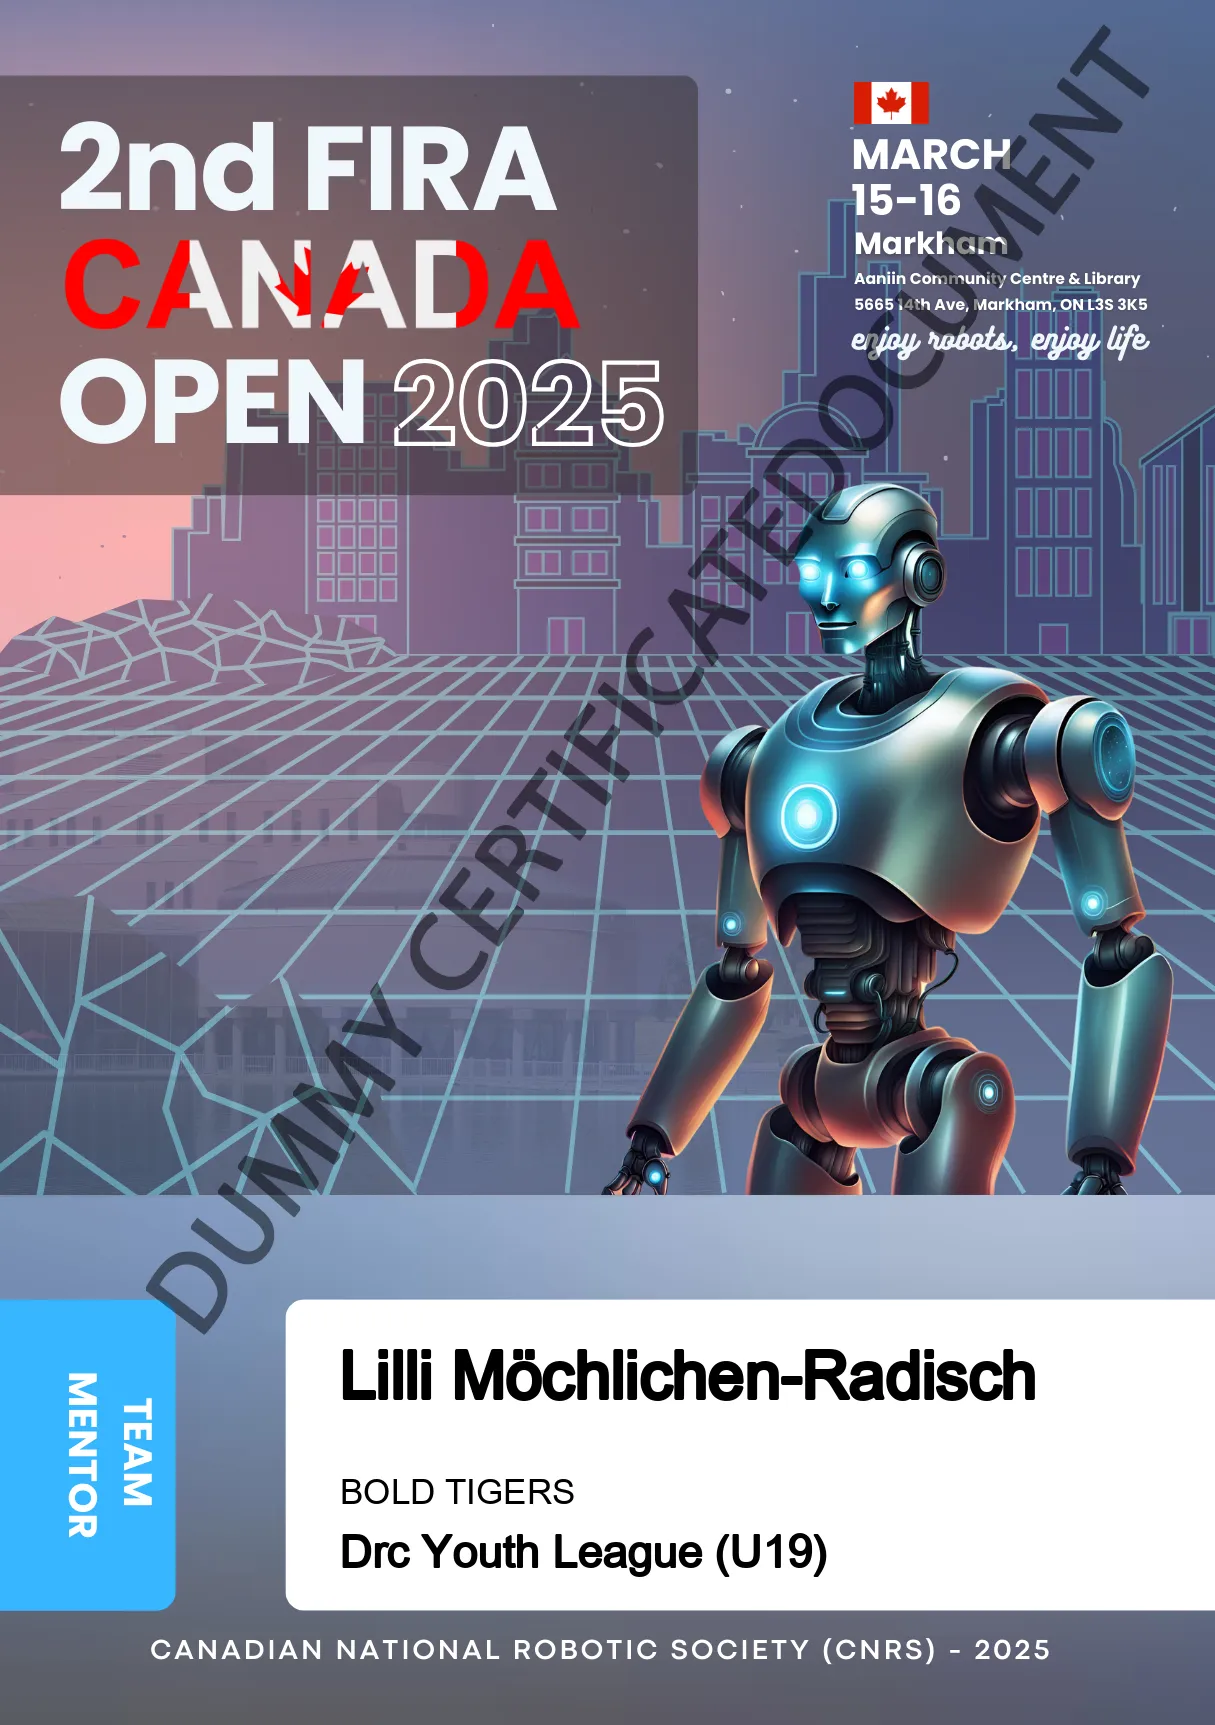 2nd FIRA
CANADA
OPEN 2025
MARCH
15-16
Markham
Aaniin Community Centre & Library
5665 14th Ave, Markham, ON L3S 3K5
enjoy robots, enjoy life
DUMMY CERTIFICATEDOCUMENT
TEAM
MENTOR
Lilli Möchlichen-Radisch
BOLD TIGERS
Drc Youth League (U19)
CANADIAN NATIONAL ROBOTIC SOCIETY (CNRS) - 2025